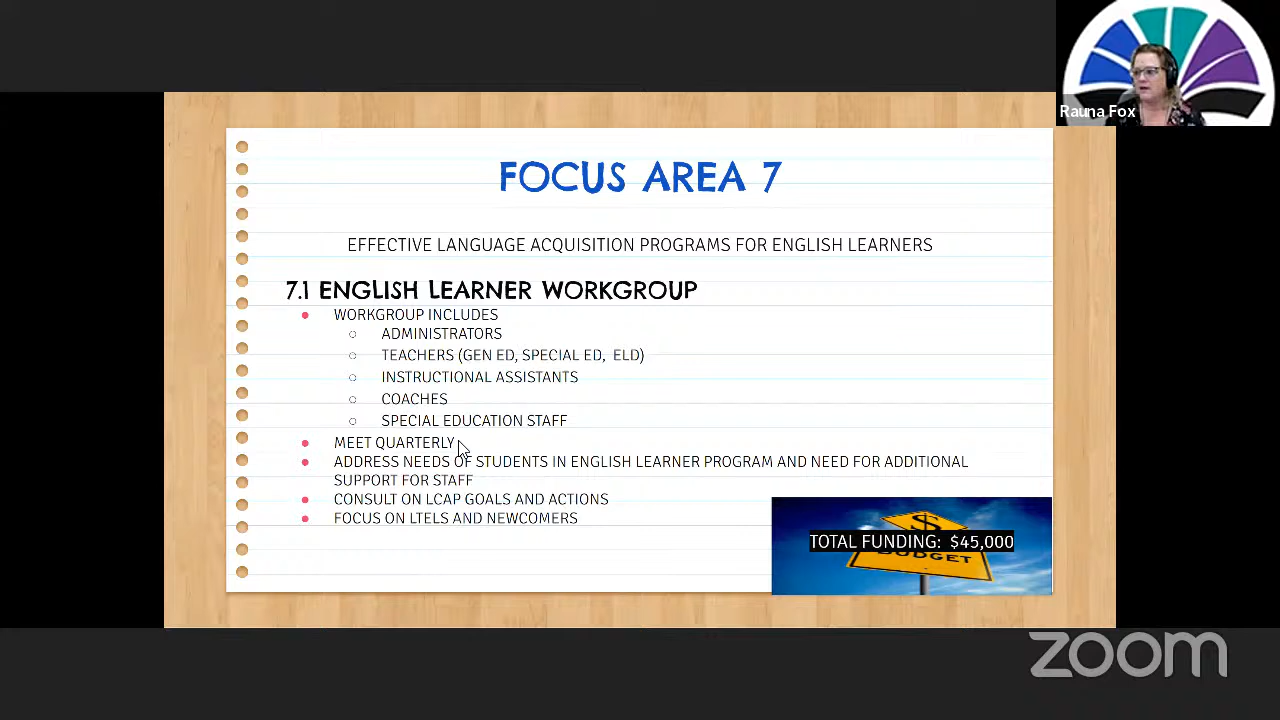 Rauna Fox
FOCUS AREA 7
EFFECTIVE LANGUAGE ACQUISITION PROGRAMS FOR ENGLISH LEARNERS
7.1 ENGLISH LEARNER WORKGROUP
WORKGROUP INCLUDES
ADMINISTRATORS
TEACHERS (GEN ED, SPECIAL ED, ELD)
INSTRUCTIONAL ASSISTANTS
COACHES
SPECIAL EDUCATION STAFF
MEET QUARTERLY
ADDRESS NEEDS OF STUDENTS IN ENGLISH LEARNER PROGRAM AND NEED FOR ADDITIONAL
SUPPORT FOR STAFF
CONSULT ON LCAP GOALS AND ACTIONS
FOCUS ON LTELS AND NEWCOMERS
$
TOTAL FUNDING: $45,000
BUDGET
zoom